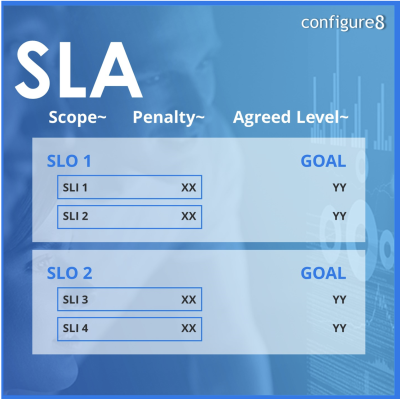 configure8
SLA
Scope~ Penalty~ Agreed Level~
SLO 1 GOAL
SLI 1 XX YY
SLI 2 XX YY
SLO 2 GOAL
SLI 3 XX YY
SLI 4 XX YY